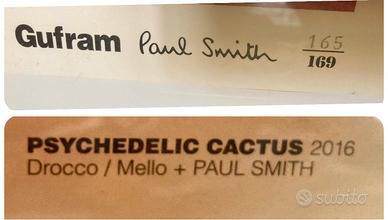 Gufram Paul Smith 165
169
PSYCHEDELIC CACTUS 2016
Drocco / Mello + PAUL SMITH
subito